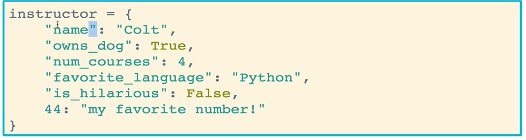 instructor = {
    "name": "Colt",
    "owns_dog": True,
    "num_courses": 4,
    "favorite_language": "Python",
    "is_hilarious": False,
    44: "my favorite number!"
}